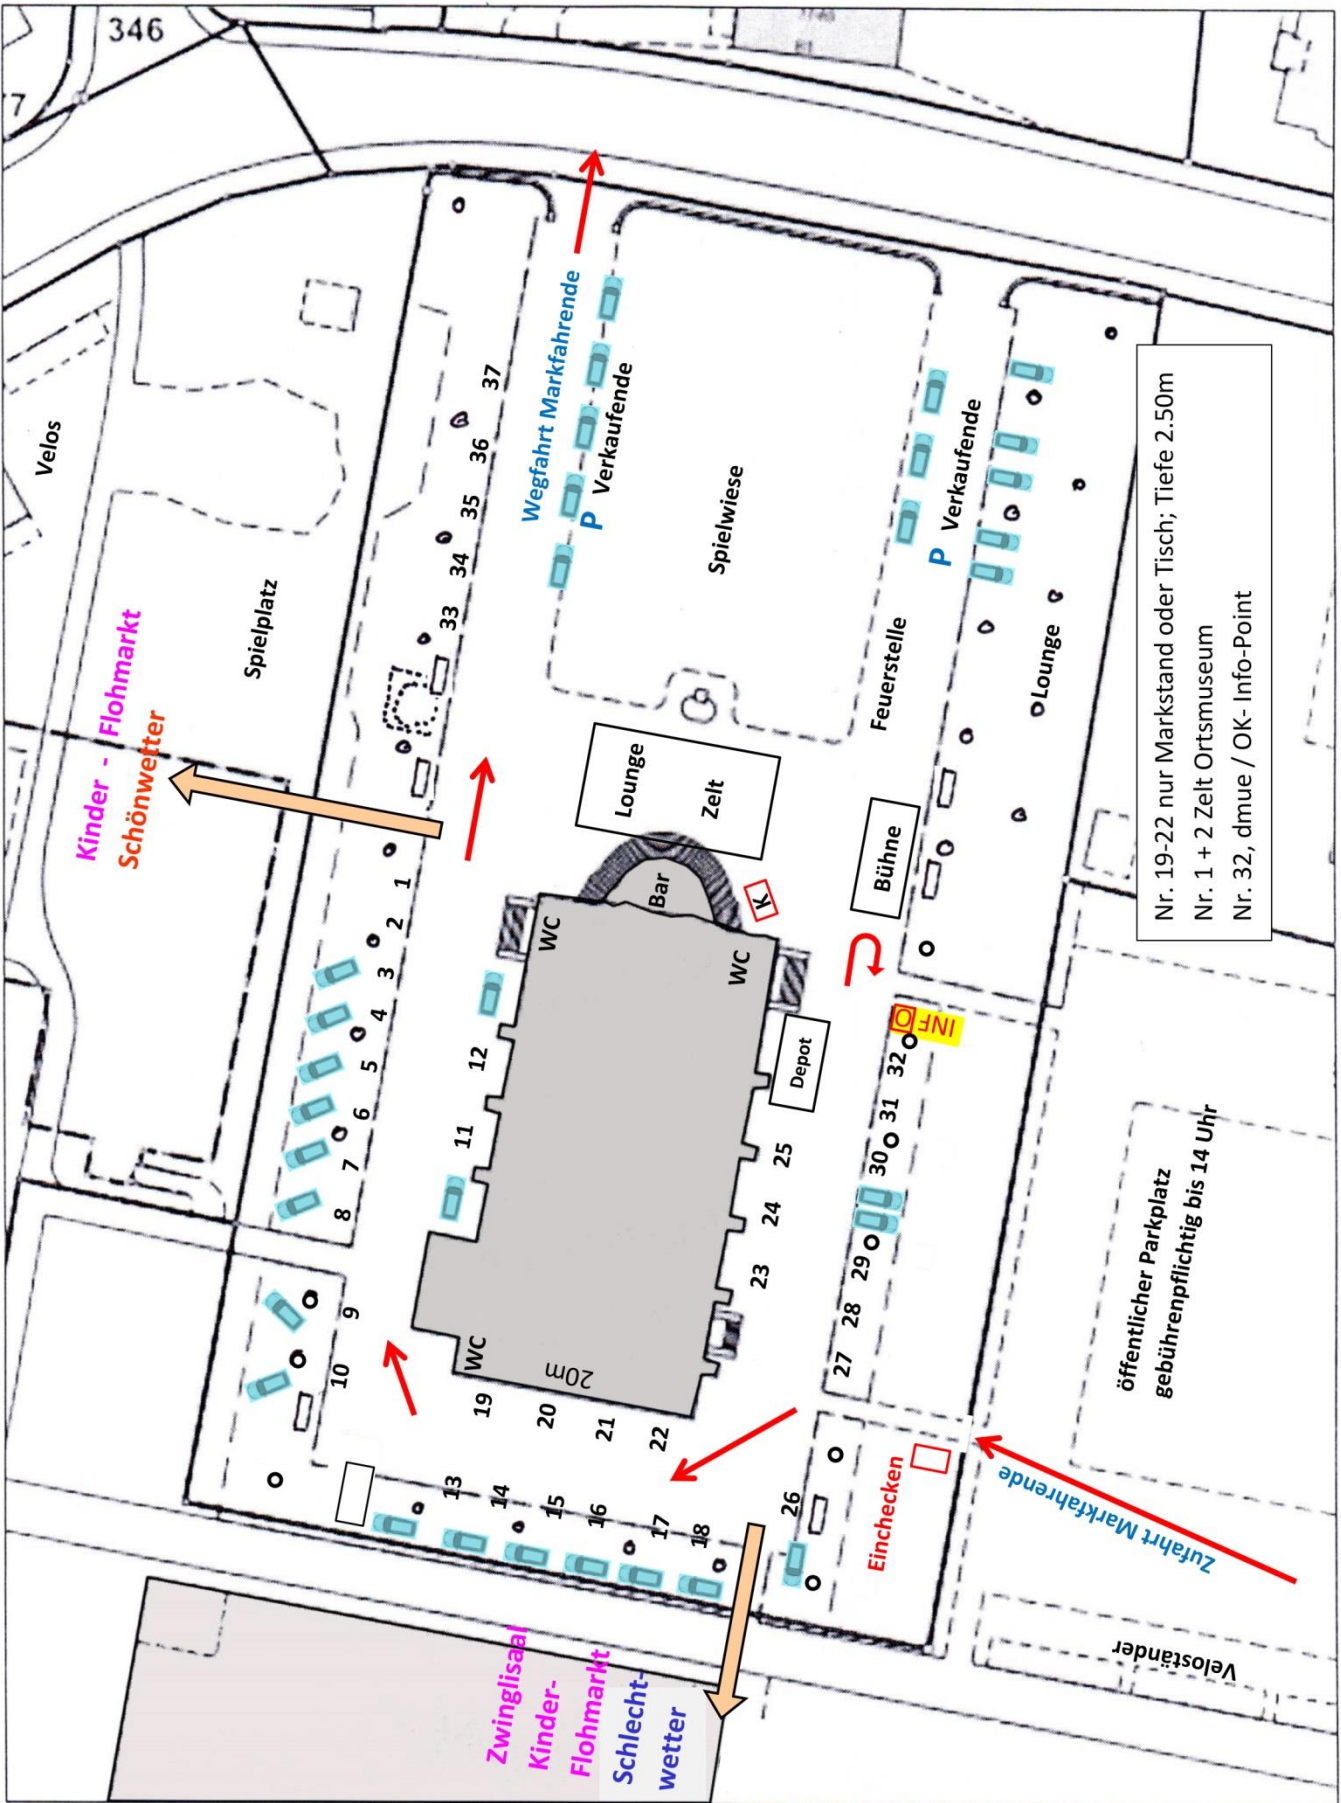 346
7
Velos
Kinder - Flohmarkt
Schönwetter
Spielplatz
Wegfahrt Markfahrende
P Verkaufende
Spielwiese
P Verkaufende
Feuerstelle
Lounge
Lounge
Zelt
Bühne
Bar
K
WC
WC
WC
Depot
INFO
20m
1
2
3
4
5
6
7
8
9
10
11
12
13
14
15
16
17
18
19
20
21
22
23
24
25
26
27
28
29
30
31
32
33
34
35
36
37
Einchecken
Zufahrt Markfahrende
Veloständer
öffentlicher Parkplatz
gebührenpflichtig bis 14 Uhr
Zwinglisaal
Kinder-
Flohmarkt
Schlecht-
wetter
Nr. 19-22 nur Markstand oder Tisch; Tiefe 2.50m
Nr. 1 + 2 Zelt Ortsmuseum
Nr. 32, dmue / OK- Info-Point